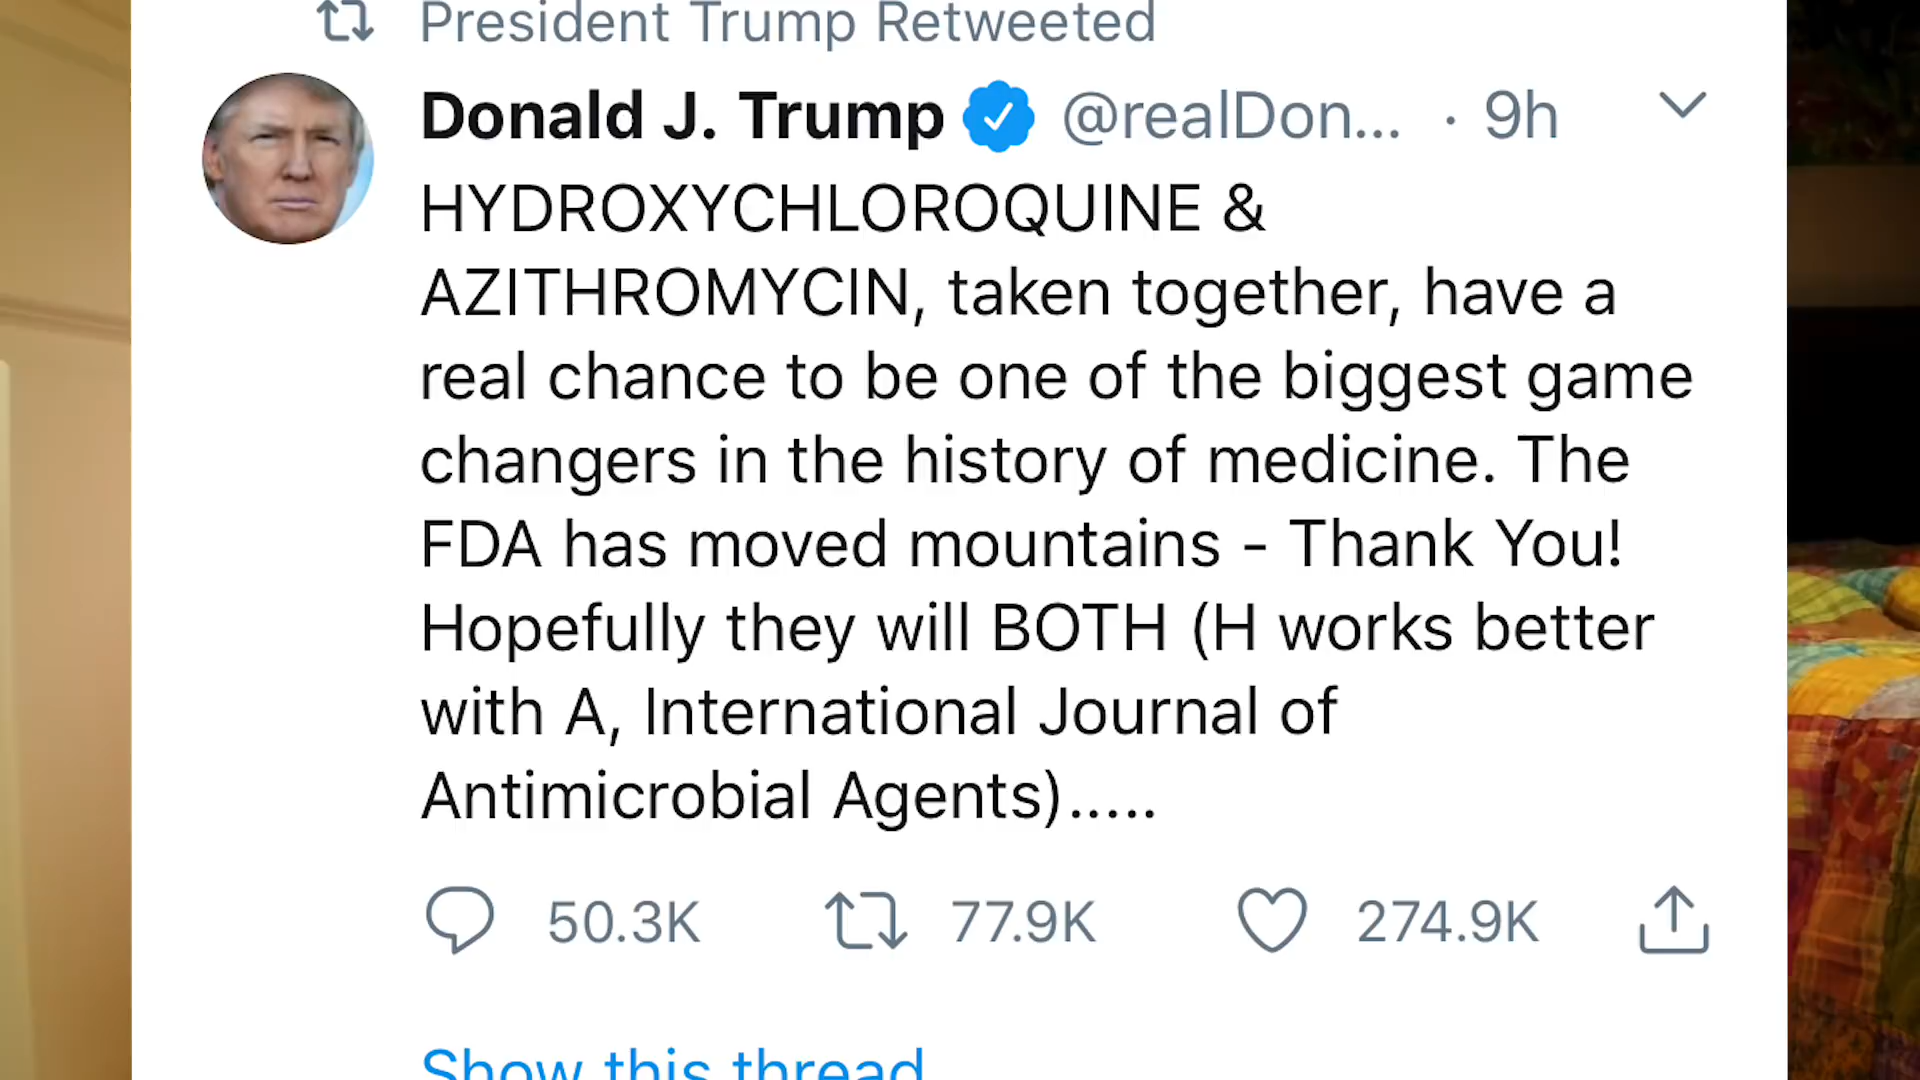 President Trump Retweeted
Donald J. Trump @realDon... · 9h
HYDROXYCHLOROQUINE &
AZITHROMYCIN, taken together, have a
real chance to be one of the biggest game
changers in the history of medicine. The
FDA has moved mountains - Thank You!
Hopefully they will BOTH (H works better
with A, International Journal of
Antimicrobial Agents).....
50.3K 77.9K 274.9K
Show this thread